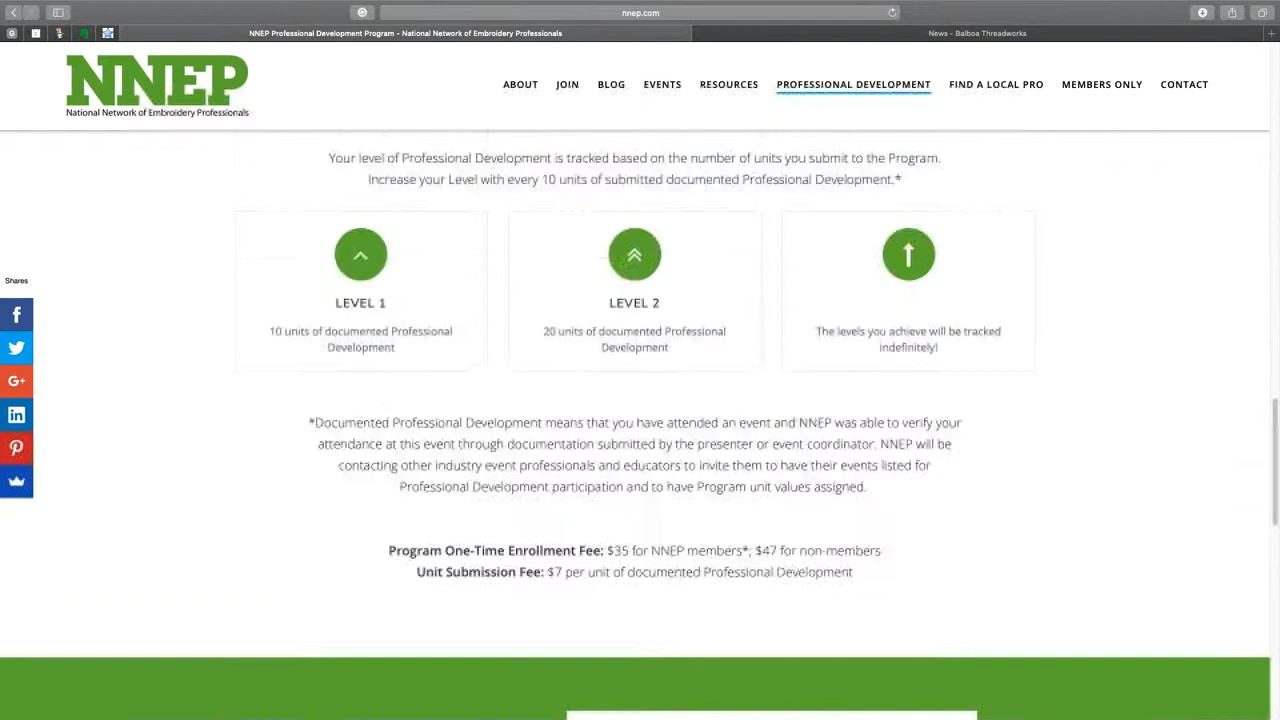 nnep.com
NNEP Professional Development Program - National Network of Embroidery Professionals
News - Balboa Threadworks
NNEP
National Network of Embroidery Professionals
ABOUT JOIN BLOG EVENTS RESOURCES PROFESSIONAL DEVELOPMENT FIND A LOCAL PRO MEMBERS ONLY CONTACT
Your level of Professional Development is tracked based on the number of units you submit to the Program.
Increase your Level with every 10 units of submitted documented Professional Development.*
Shares
LEVEL 1
10 units of documented Professional
Development
LEVEL 2
20 units of documented Professional
Development
The levels you achieve will be tracked
indefinitely!
*Documented Professional Development means that you have attended an event and NNEP was able to verify your
attendance at this event through documentation submitted by the presenter or event coordinator. NNEP will be
contacting other industry event professionals and educators to invite them to have their events listed for
Professional Development participation and to have Program unit values assigned.
Program One-Time Enrollment Fee: $35 for NNEP members*; $47 for non-members
Unit Submission Fee: $7 per unit of documented Professional Development